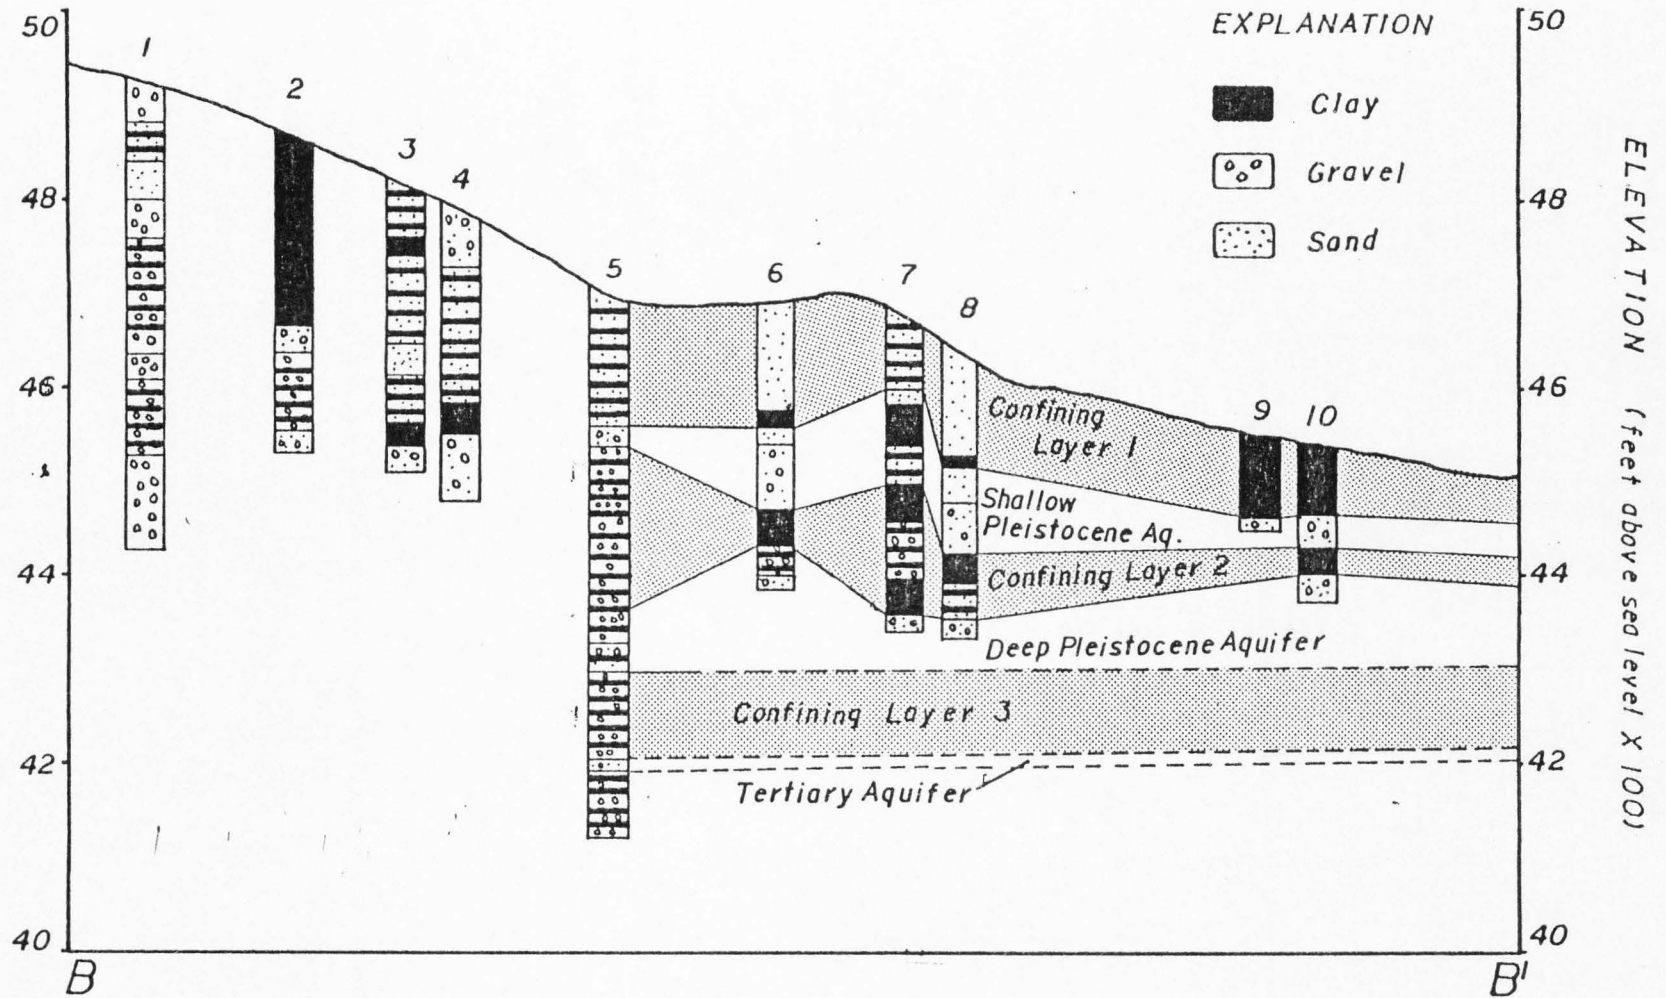 50
48
46
44
42
40
B
1
2
3
4
5
6
7
8
9
10
EXPLANATION
Clay
Gravel
Sand
Confining
Layer 1
Shallow
Pleistocene Aq.
Confining Layer 2
Deep Pleistocene Aquifer
Confining Layer 3
Tertiary Aquifer
50
48
46
44
42
40
B'
ELEVATION (feet above sea level X 100)